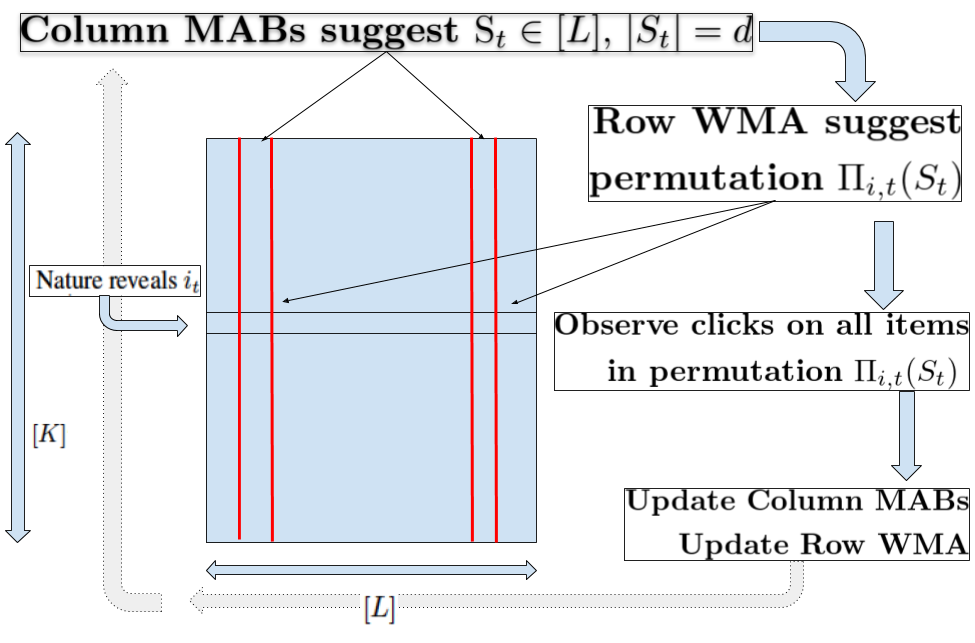 Column MABs suggest S_t ∈ [L], |S_t| = d
Row WMA suggest
permutation Π_{i,t}(S_t)
Nature reveals i_t
Observe clicks on all items
in permutation Π_{i,t}(S_t)
[K]
Update Column MABs
Update Row WMA
[L]